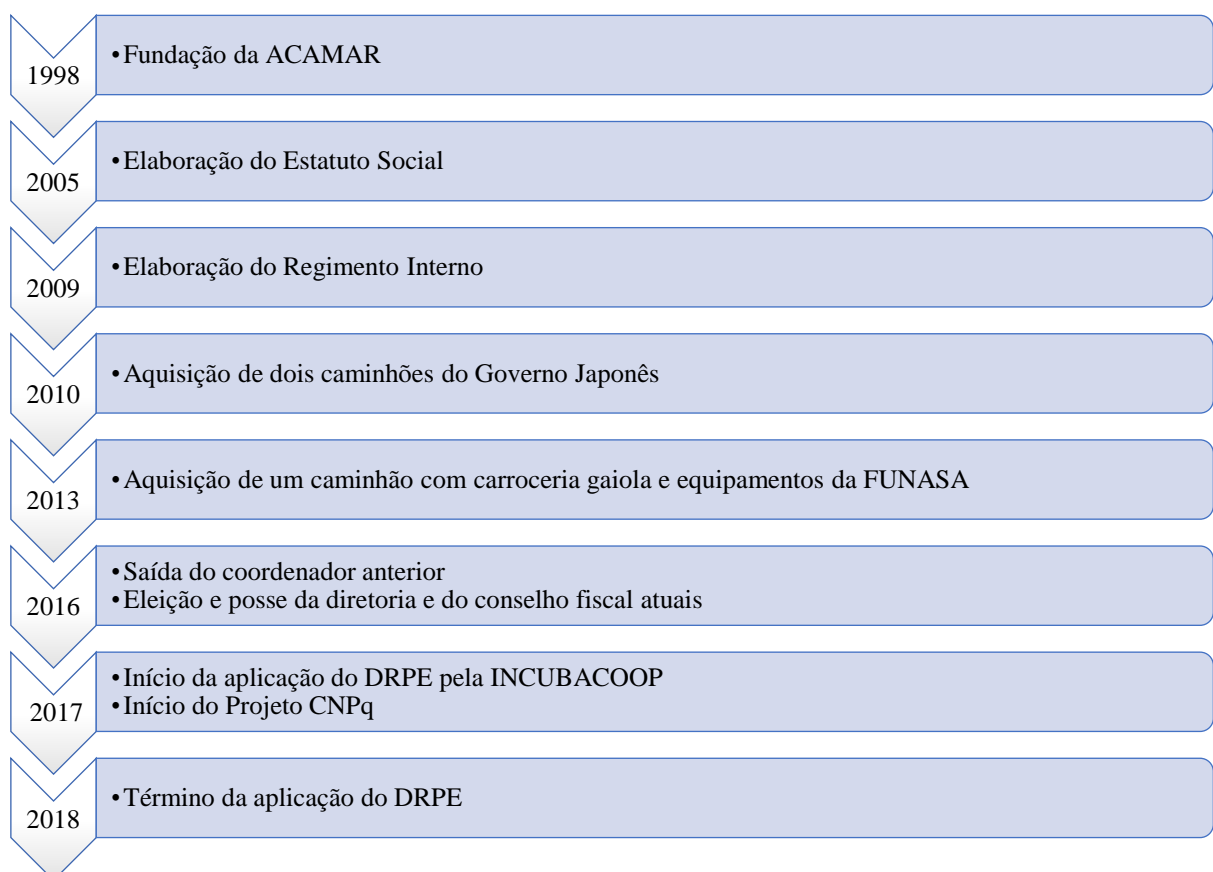 1998
•Fundação da ACAMAR
2005
•Elaboração do Estatuto Social
2009
•Elaboração do Regimento Interno
2010
•Aquisição de dois caminhões do Governo Japonês
2013
•Aquisição de um caminhão com carroceria gaiola e equipamentos da FUNASA
2016
•Saída do coordenador anterior
•Eleição e posse da diretoria e do conselho fiscal atuais
2017
•Início da aplicação do DRPE pela INCUBACOOP
•Início do Projeto CNPq
2018
•Término da aplicação do DRPE